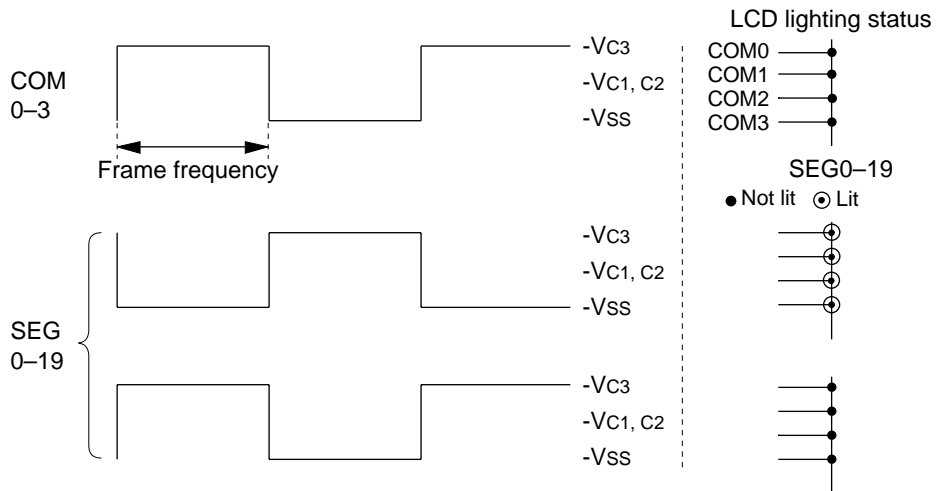 LCD lighting status
COM
0–3
-VC3
-VC1, C2
-VSS
Frame frequency
COM0
COM1
COM2
COM3
SEG0–19
Not lit Lit
SEG
0–19
-VC3
-VC1, C2
-VSS
-VC3
-VC1, C2
-VSS